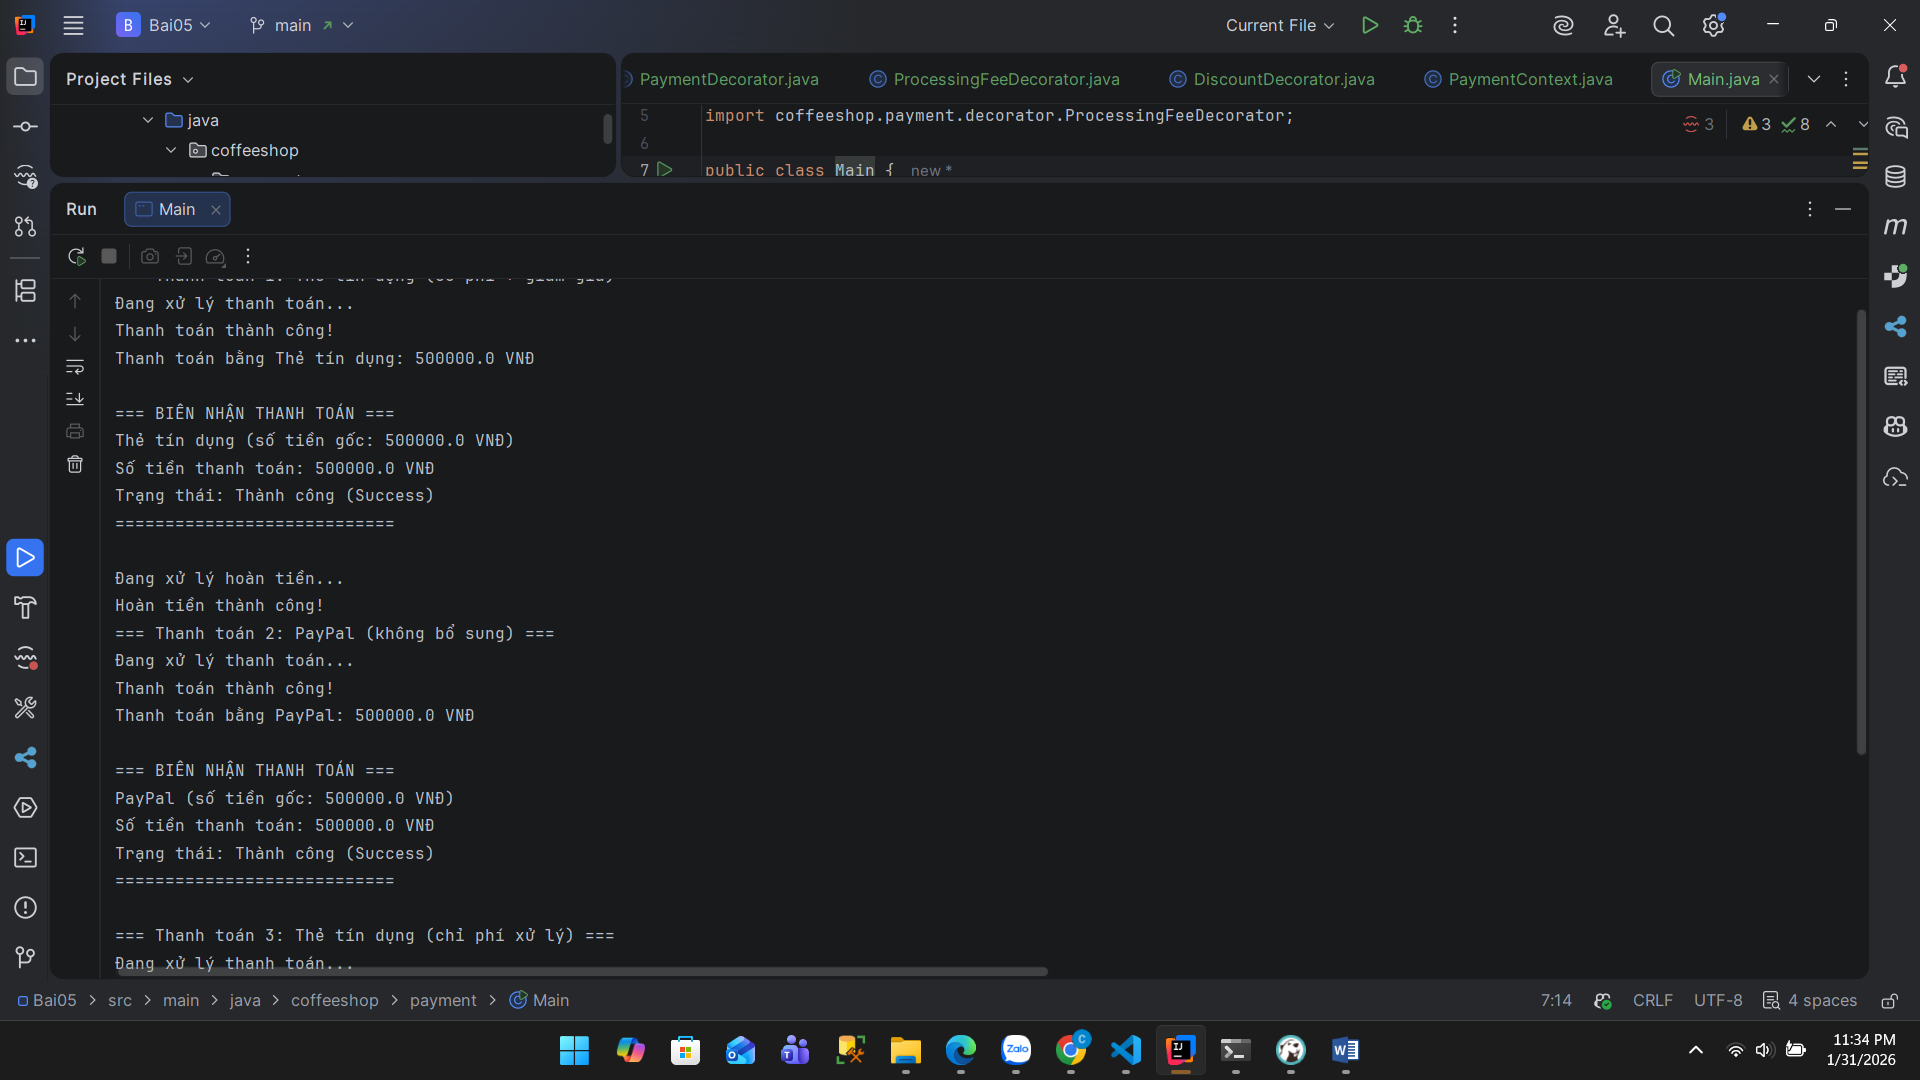 B Bai05 main Current File
Project Files
PaymentDecorator.java ProcessingFeeDecorator.java DiscountDecorator.java PaymentContext.java Main.java
java
coffeeshop
5 import coffeeshop.payment.decorator.ProcessingFeeDecorator;
6
7 public class Main { new *
3 3 8
Run Main
Đang xử lý thanh toán...
Thanh toán thành công!
Thanh toán bằng Thẻ tín dụng: 500000.0 VNĐ
=== BIÊN NHẬN THANH TOÁN ===
Thẻ tín dụng (số tiền gốc: 500000.0 VNĐ)
Số tiền thanh toán: 500000.0 VNĐ
Trạng thái: Thành công (Success)
============================
Đang xử lý hoàn tiền...
Hoàn tiền thành công!
=== Thanh toán 2: PayPal (không bổ sung) ===
Đang xử lý thanh toán...
Thanh toán thành công!
Thanh toán bằng PayPal: 500000.0 VNĐ
=== BIÊN NHẬN THANH TOÁN ===
PayPal (số tiền gốc: 500000.0 VNĐ)
Số tiền thanh toán: 500000.0 VNĐ
Trạng thái: Thành công (Success)
============================
=== Thanh toán 3: Thẻ tín dụng (chỉ phí xử lý) ===
Đang xử lý thanh toán...
Bai05 > src > main > java > coffeeshop > payment > Main
7:14 CRLF UTF-8 4 spaces
11:34 PM
1/31/2026